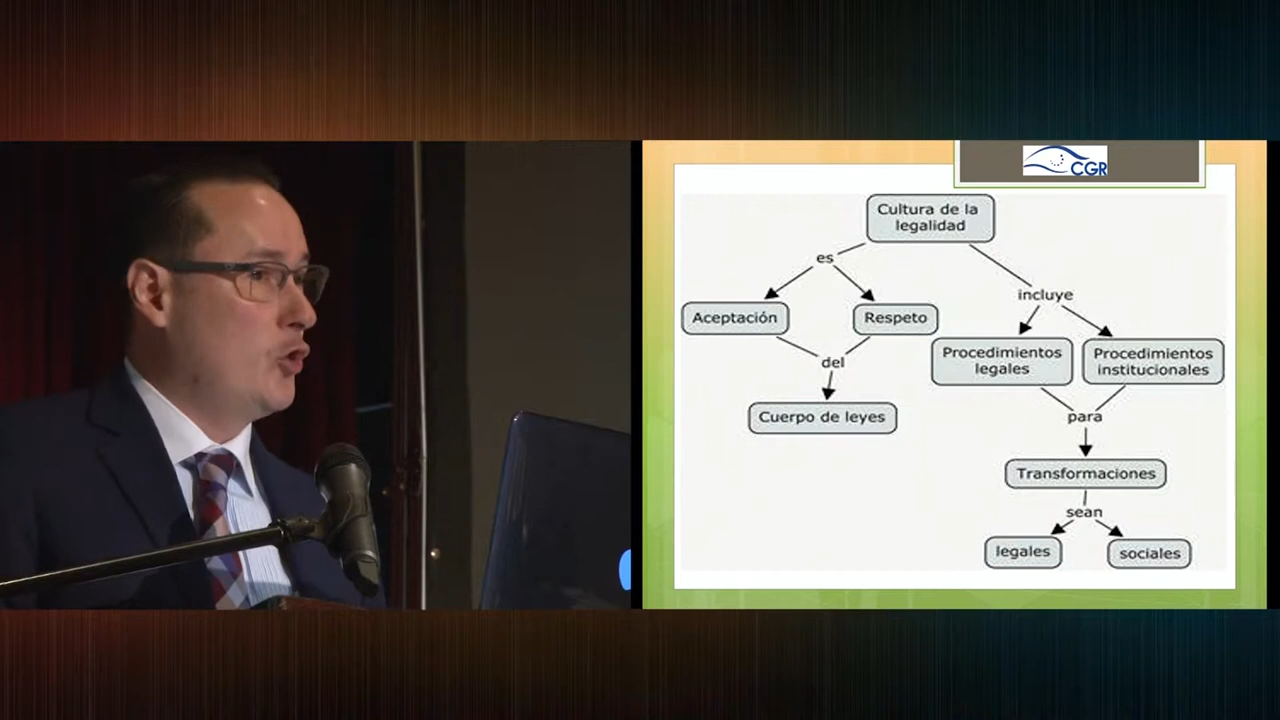 CGR
Cultura de la
legalidad
es
incluye
Aceptación
Respeto
Procedimientos
legales
Procedimientos
institucionales
del
Cuerpo de leyes
para
Transformaciones
sean
legales
sociales